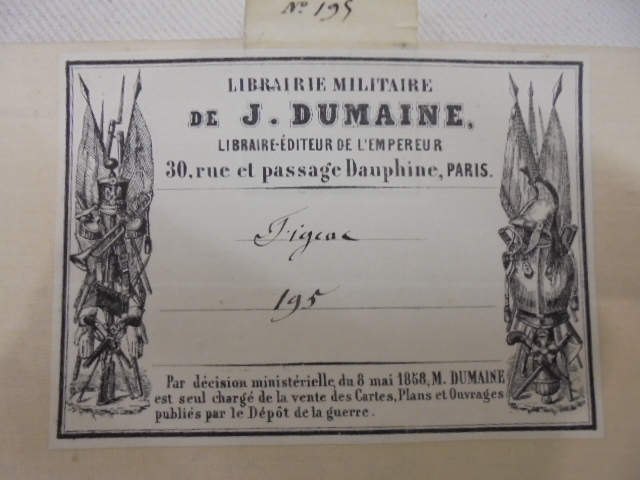 No 195
LIBRAIRIE MILITAIRE
DE J. DUMAINE,
LIBRAIRE-ÉDITEUR DE L'EMPEREUR
30, rue et passage Dauphine, PARIS.
Figeac
195
Par décision ministérielle, du 8 mai 1858, M. DUMAINE
est seul chargé de la vente des Cartes, Plans et Ouvrages
publiés par le Dépôt de la guerre.